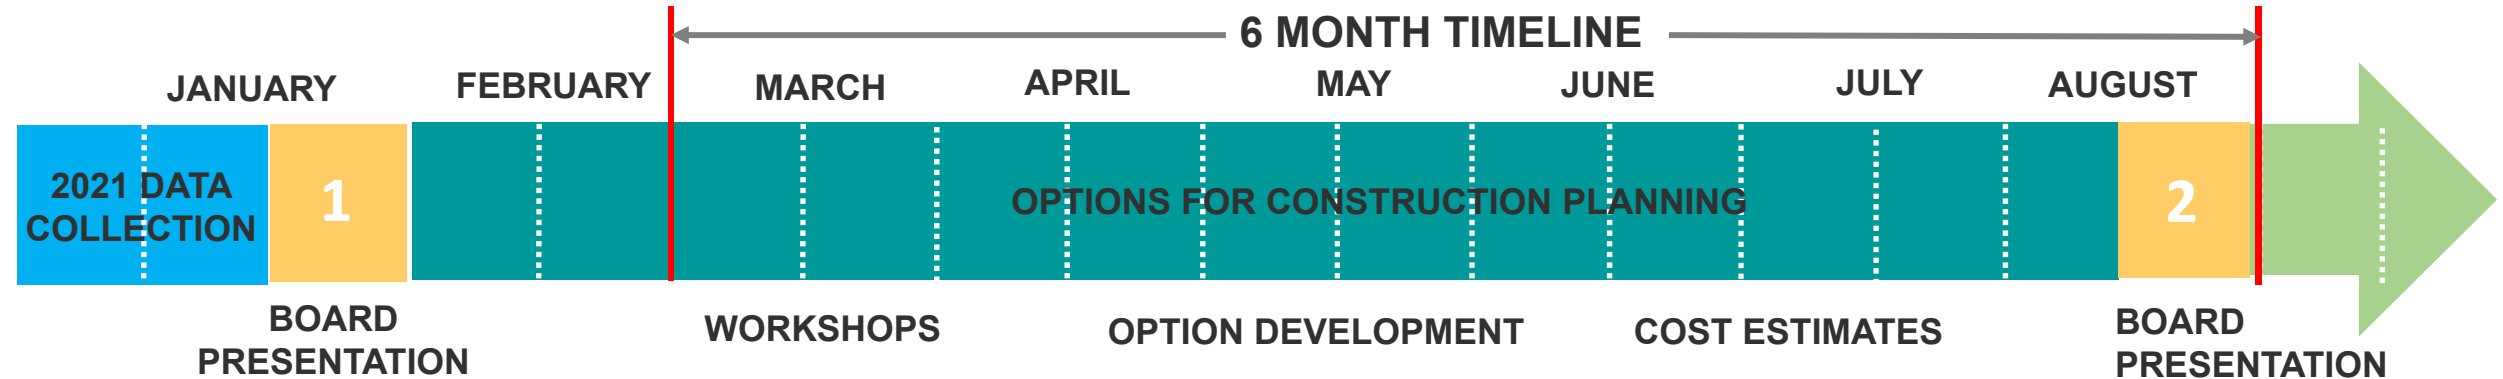 6 MONTH TIMELINE
JANUARY FEBRUARY MARCH APRIL MAY JUNE JULY AUGUST
2021 DATA
COLLECTION
1
OPTIONS FOR CONSTRUCTION PLANNING
2
BOARD
PRESENTATION
WORKSHOPS
OPTION DEVELOPMENT
COST ESTIMATES
BOARD
PRESENTATION